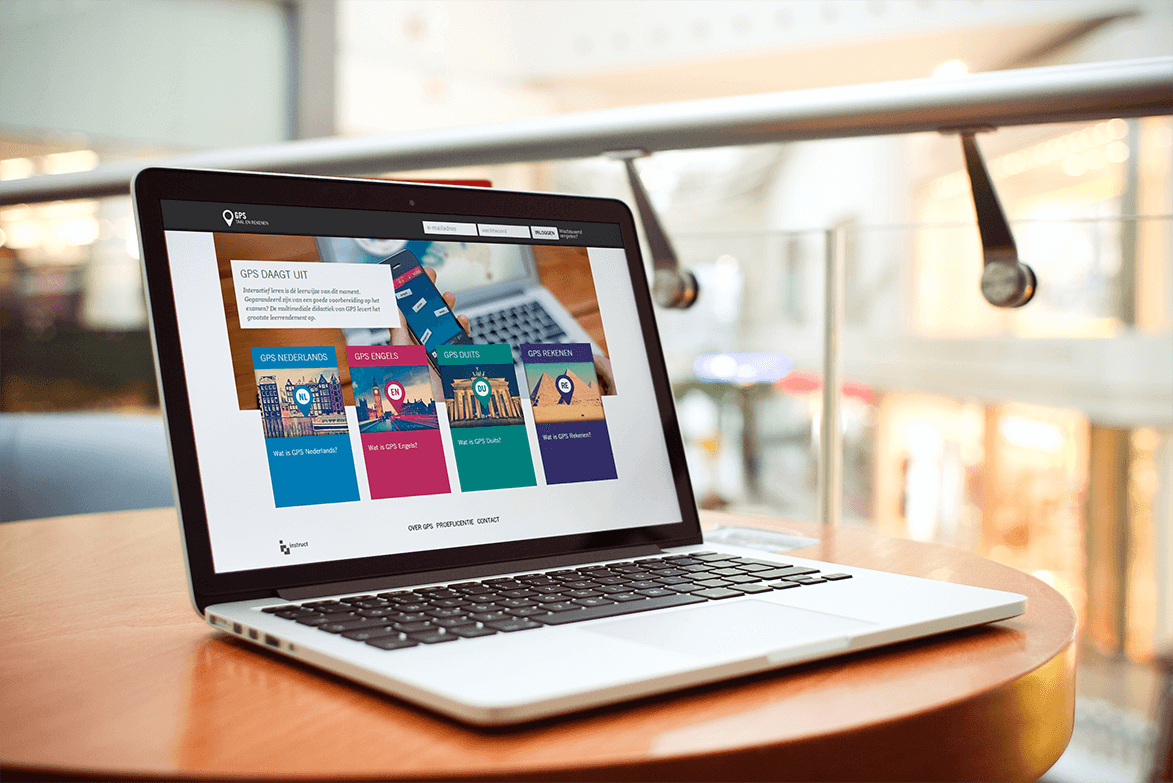 GPS
TAAL EN REKENEN
e-mailadres
wachtwoord
INLOGGEN
Wachtwoord
vergeten?
GPS DAAGT UIT
Interactief leren is dé leerwijze van dit moment.
Gegarandeerd zijn van een goede voorbereiding op het
examen? De multimediale didactiek van GPS levert het
grootste leerrendement op.
GPS NEDERLANDS
GPS ENGELS
GPS DUITS
GPS REKENEN
NL
EN
DU
RE
Wat is GPS Nederlands?
Wat is GPS Engels?
Wat is GPS Duits?
Wat is GPS Rekenen?
OVER GPS PROEFLICENTIE CONTACT
instruct